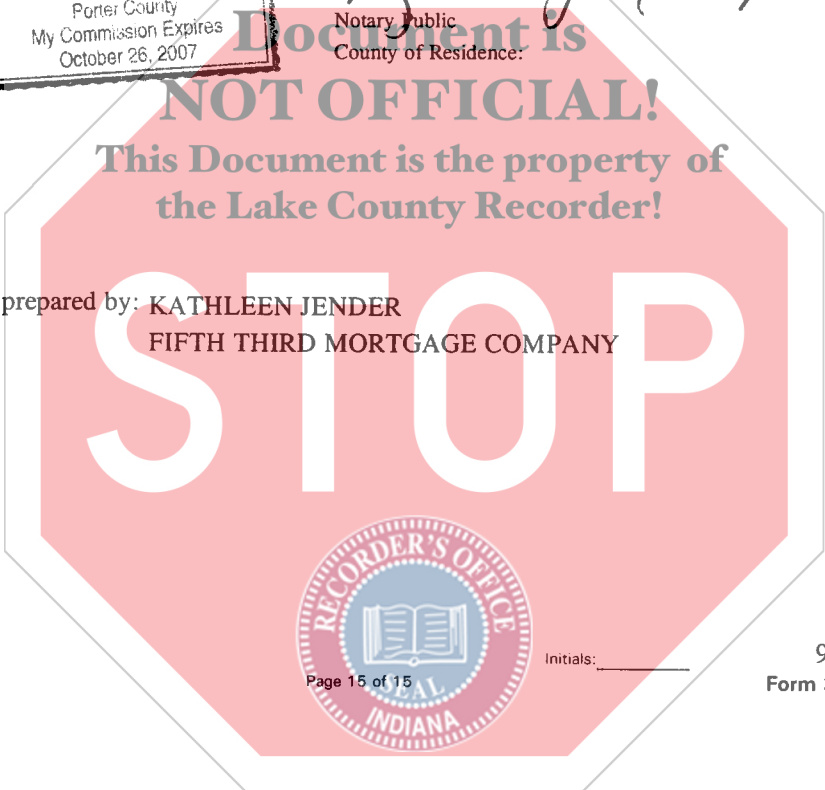 Porter County
My Commission Expires
October 26, 2007
Notary Public
County of Residence:
Document is
NOT OFFICIAL!
This Document is the property of
the Lake County Recorder!
prepared by: KATHLEEN JENDER
FIFTH THIRD MORTGAGE COMPANY
STOP
RECORDER'S OFFICE
SEAL
INDIANA
Initials:
Page 15 of 15
9
Form